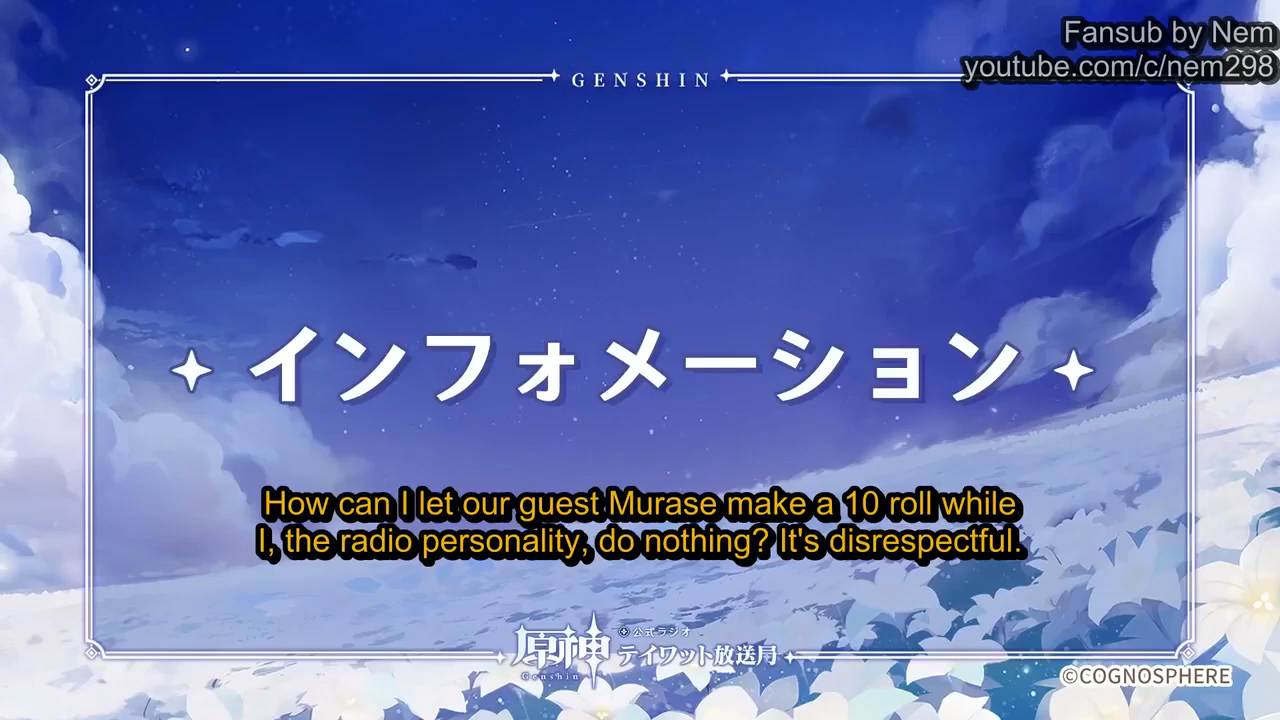 Fansub by Nem
youtube.com/c/nem298
GENSHIN
インフォメーション
How can I let our guest Murase make a 10 roll while
I, the radio personality, do nothing? It's disrespectful.
原神
Genshin
公式ラジオ
テイワット放送局
©COGNOSPHERE